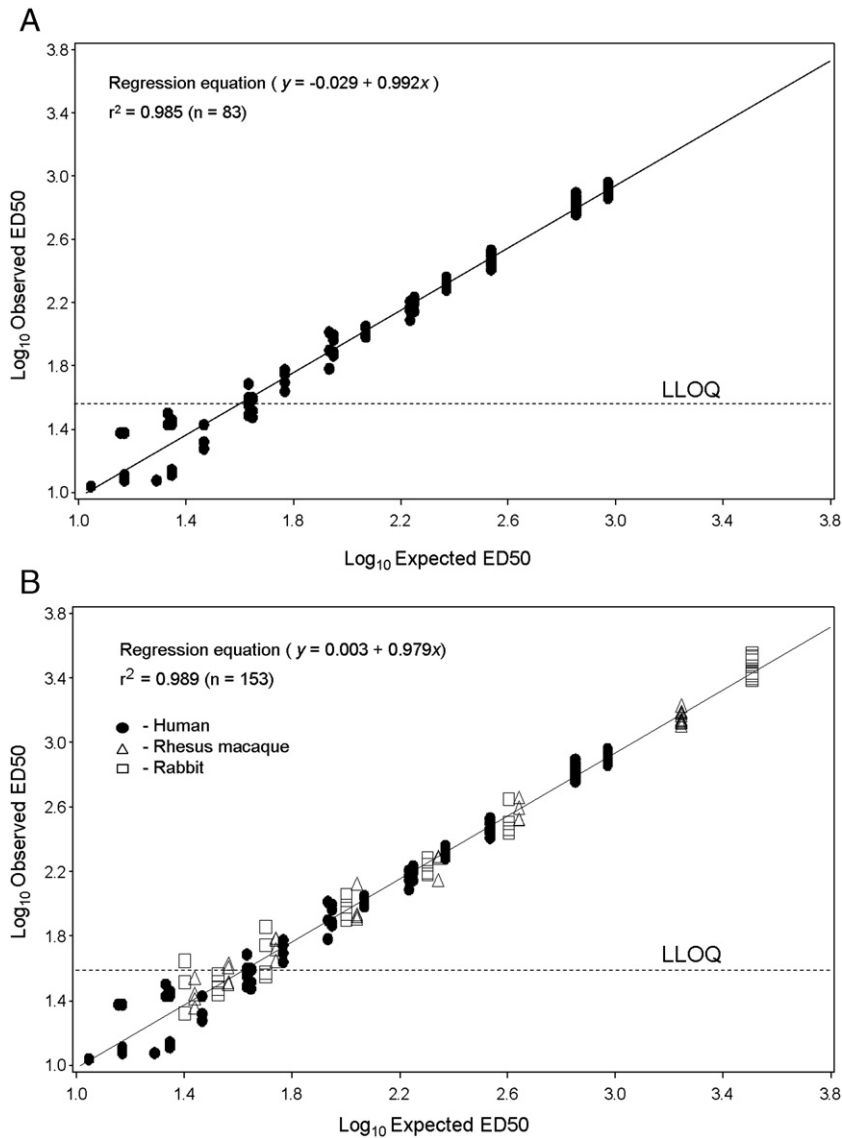 A
3.8
3.4
3.0
2.6
2.2
1.8
1.4
1.0
Log₁₀ Observed ED50
Regression equation ( y = -0.029 + 0.992x )
r² = 0.985 (n = 83)
LLOQ
1.0 1.4 1.8 2.2 2.6 3.0 3.4 3.8
Log₁₀ Expected ED50
B
3.8
3.4
3.0
2.6
2.2
1.8
1.4
1.0
Log₁₀ Observed ED50
Regression equation ( y = 0.003 + 0.979x)
r² = 0.989 (n = 153)
- Human
- Rhesus macaque
- Rabbit
LLOQ
1.0 1.4 1.8 2.2 2.6 3.0 3.4 3.8
Log₁₀ Expected ED50